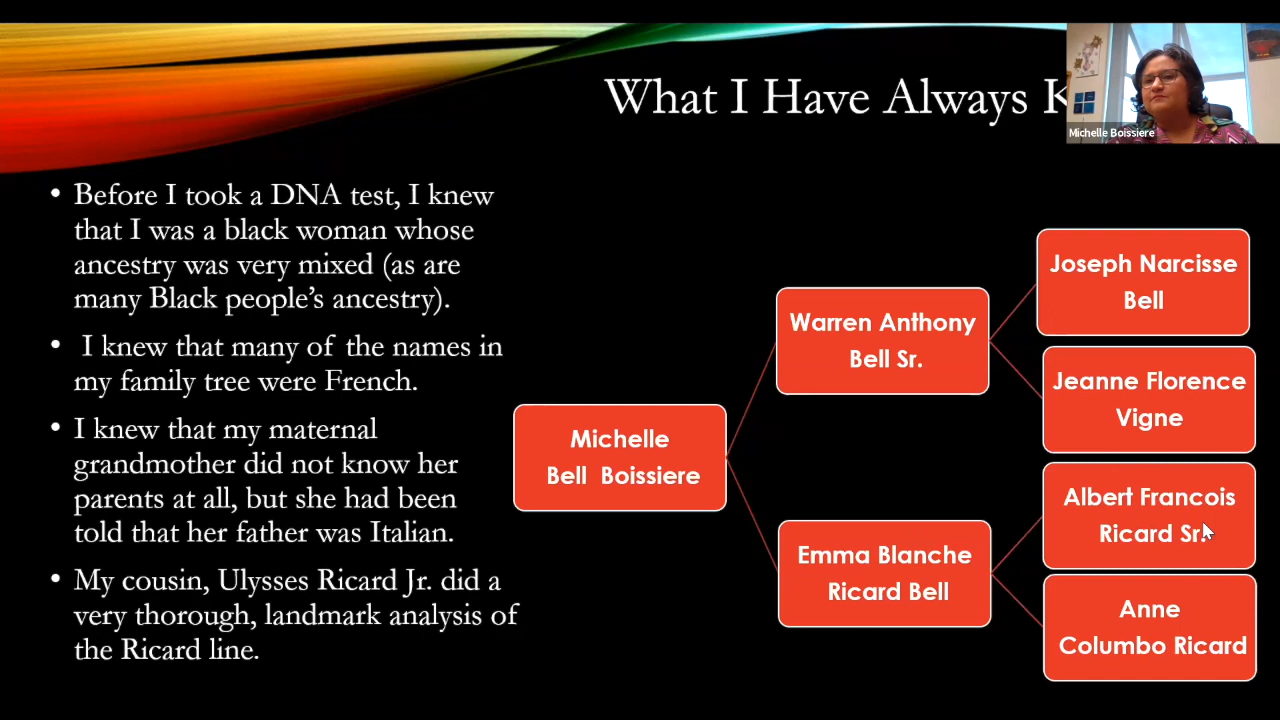 What I Have Always K
Michelle Boissiere
• Before I took a DNA test, I knew
that I was a black woman whose
ancestry was very mixed (as are
many Black people's ancestry).
• I knew that many of the names in
my family tree were French.
• I knew that my maternal
grandmother did not know her
parents at all, but she had been
told that her father was Italian.
• My cousin, Ulysses Ricard Jr. did a
very thorough, landmark analysis of
the Ricard line.
Michelle
Bell Boissiere
Warren Anthony
Bell Sr.
Emma Blanche
Ricard Bell
Joseph Narcisse
Bell
Jeanne Florence
Vigne
Albert Francois
Ricard Sr.
Anne
Columbo Ricard